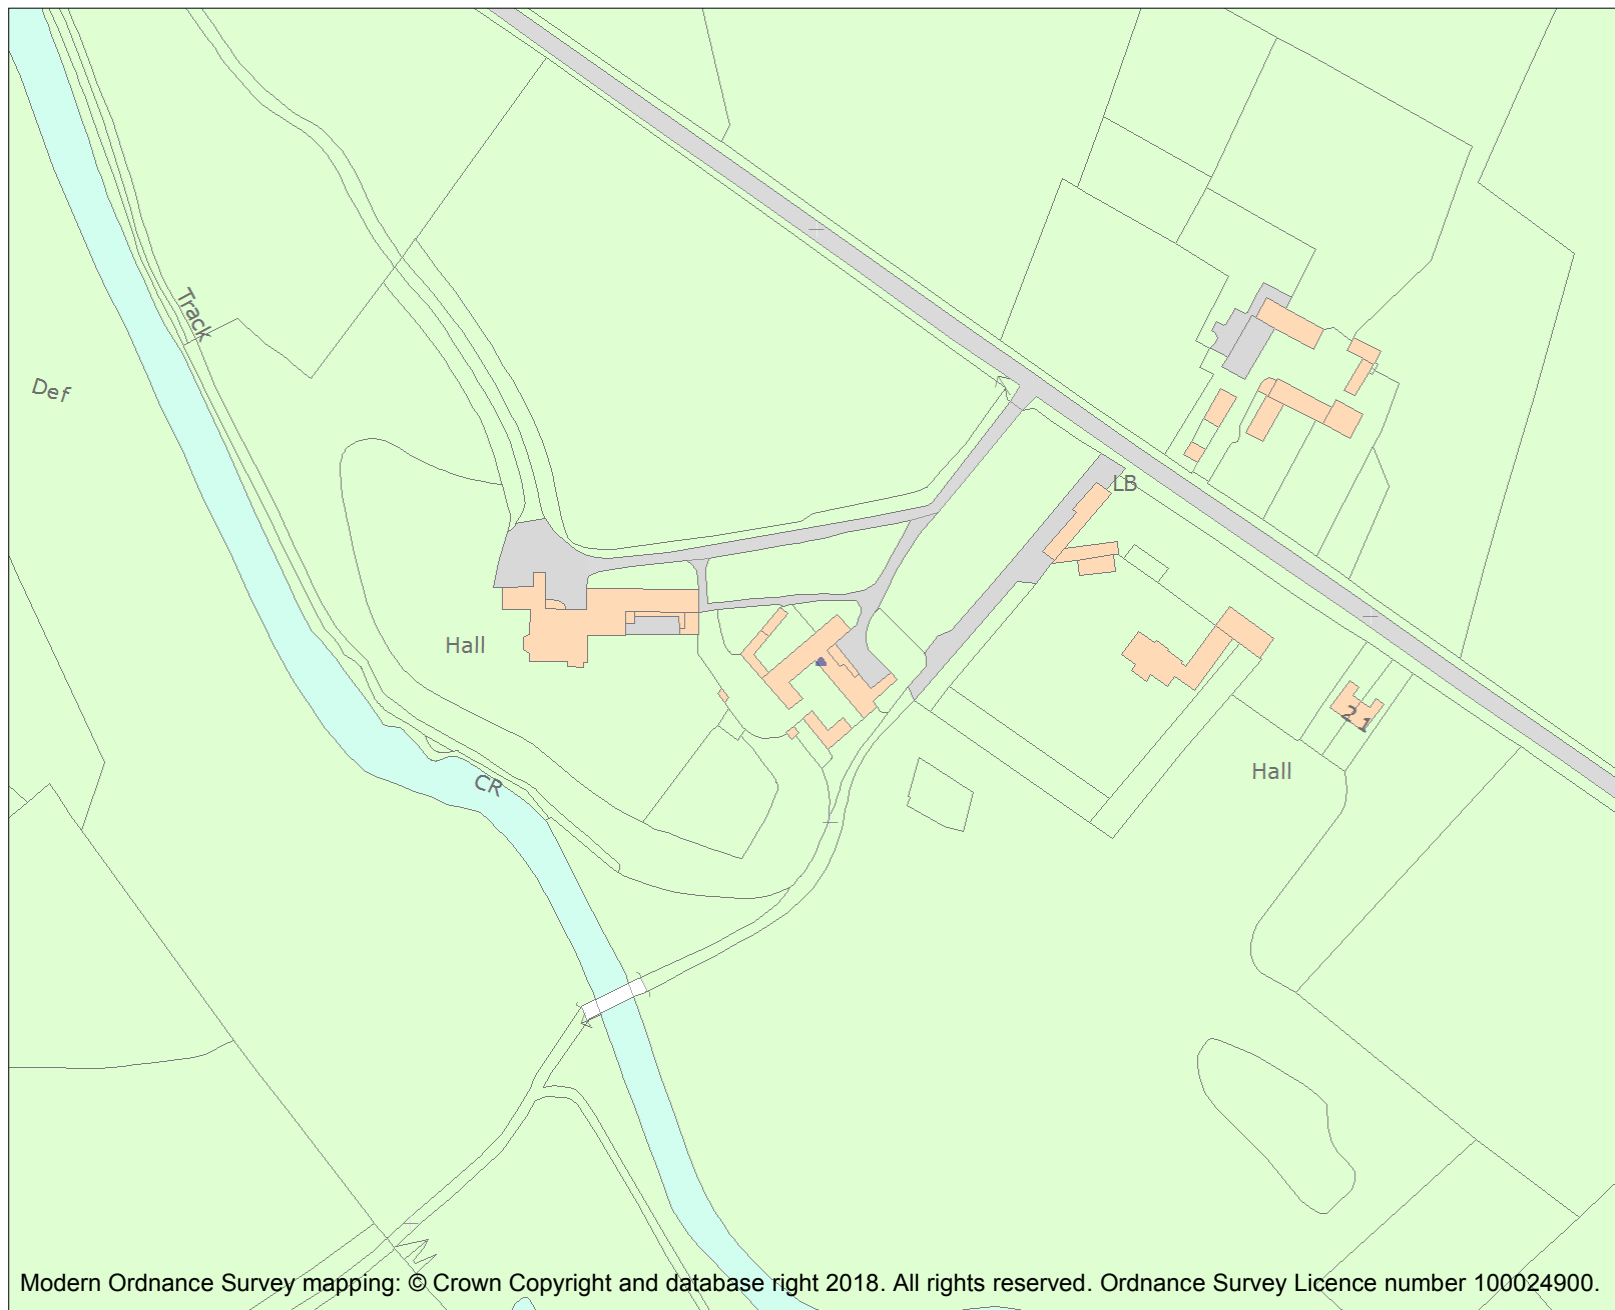 Track
Def
LB
Hall
2 1
Hall
CR
Modern Ordnance Survey mapping: © Crown Copyright and database right 2018. All rights reserved. Ordnance Survey Licence number 100024900.